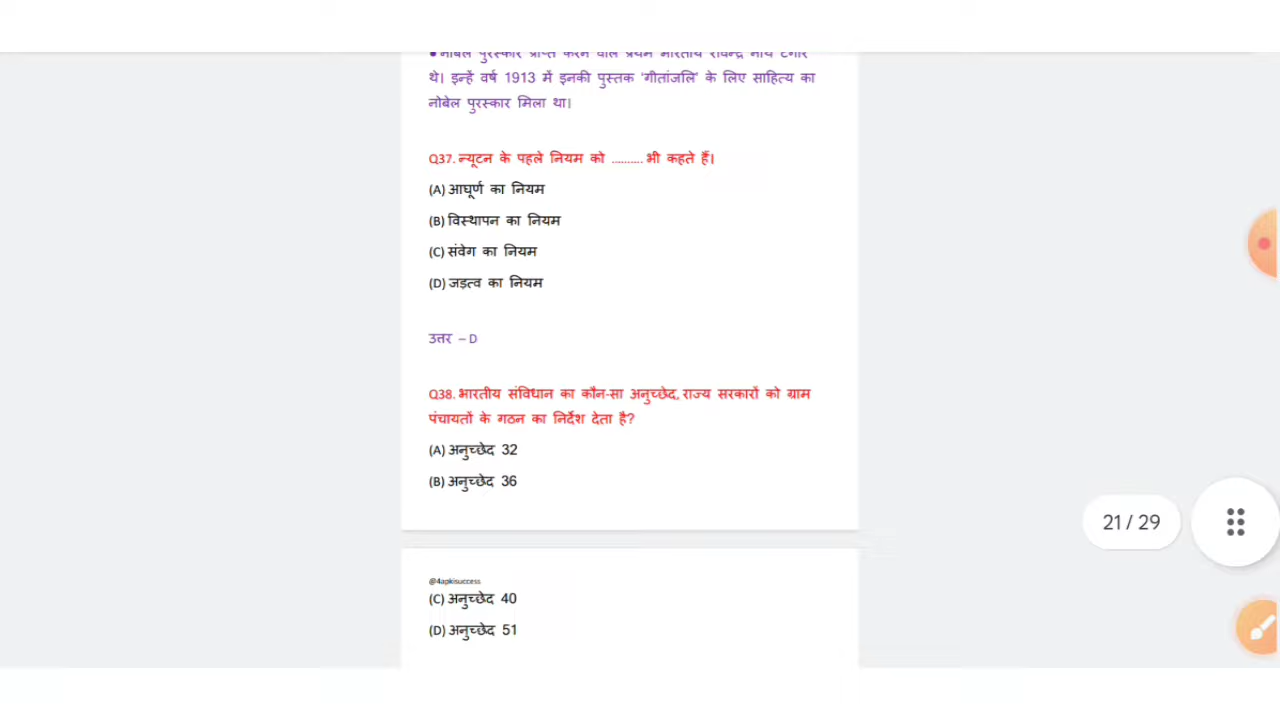 थे। इन्हें वर्ष 1913 में इनकी पुस्तक ‘गीतांजलि’ के लिए साहित्य का
नोबेल पुरस्कार मिला था।
Q37. न्यूटन के पहले नियम को ......... भी कहते हैं।
(A) आघूर्ण का नियम
(B) विस्थापन का नियम
(C) संवेग का नियम
(D) जड़त्व का नियम
उत्तर – D
Q38. भारतीय संविधान का कौन-सा अनुच्छेद, राज्य सरकारों को ग्राम
पंचायतों के गठन का निर्देश देता है?
(A) अनुच्छेद 32
(B) अनुच्छेद 36
21 / 29
@4apkisuccess
(C) अनुच्छेद 40
(D) अनुच्छेद 51